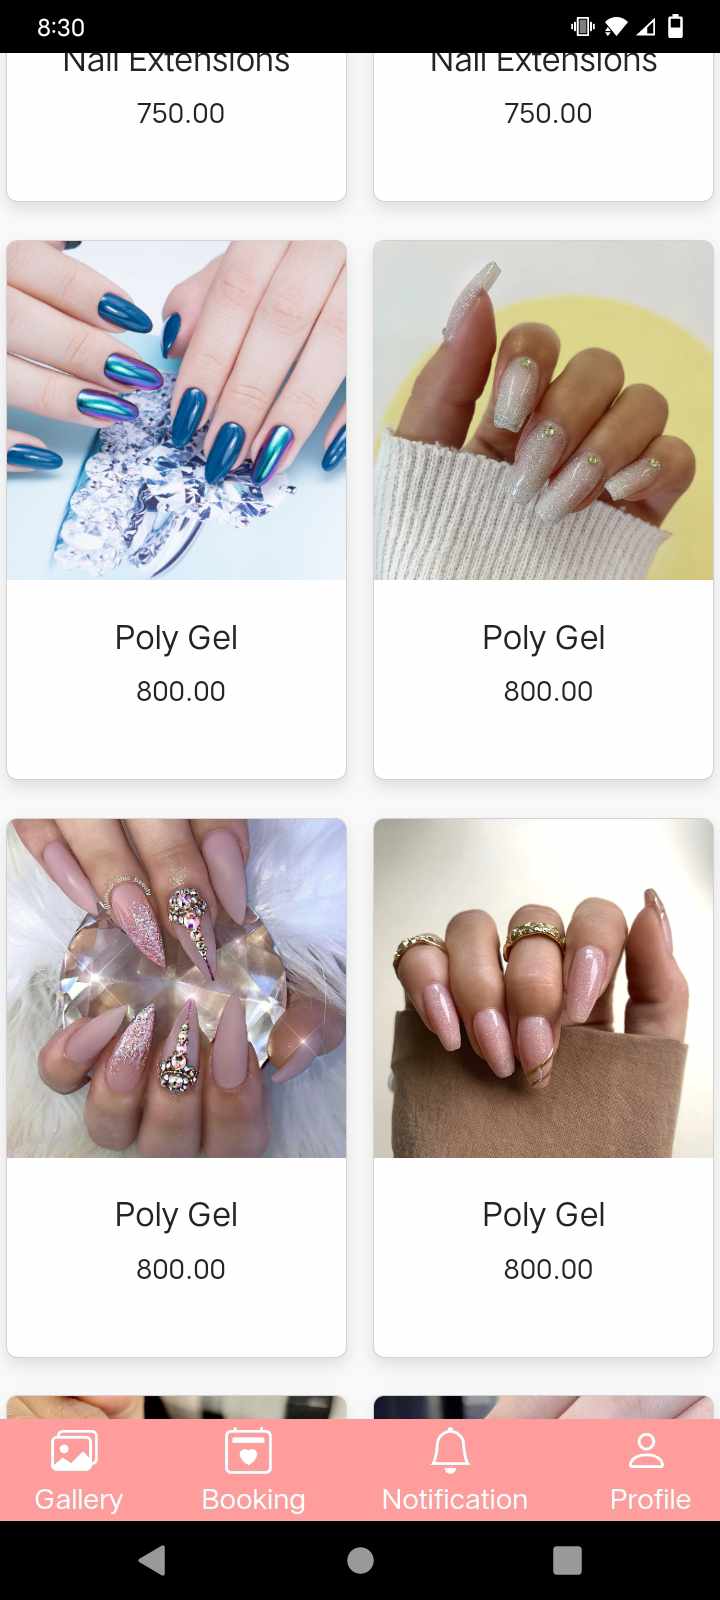 8:30
Nail Extensions
Nail Extensions
750.00
750.00
Poly Gel
Poly Gel
800.00
800.00
Poly Gel
Poly Gel
800.00
800.00
Gallery
Booking
Notification
Profile